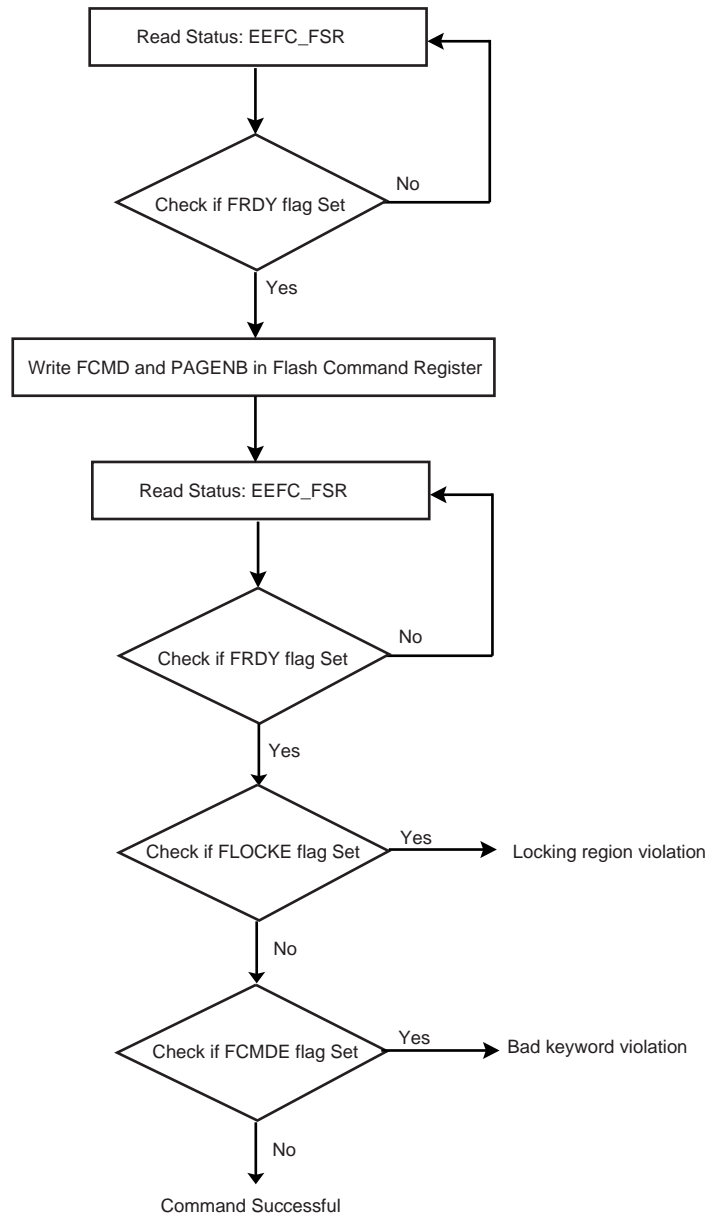 Read Status: EEFC_FSR
No
Check if FRDY flag Set
Yes
Write FCMD and PAGENB in Flash Command Register
Read Status: EEFC_FSR
No
Check if FRDY flag Set
Yes
Check if FLOCKE flag Set
Yes
Locking region violation
No
Check if FCMDE flag Set
Yes
Bad keyword violation
No
Command Successful